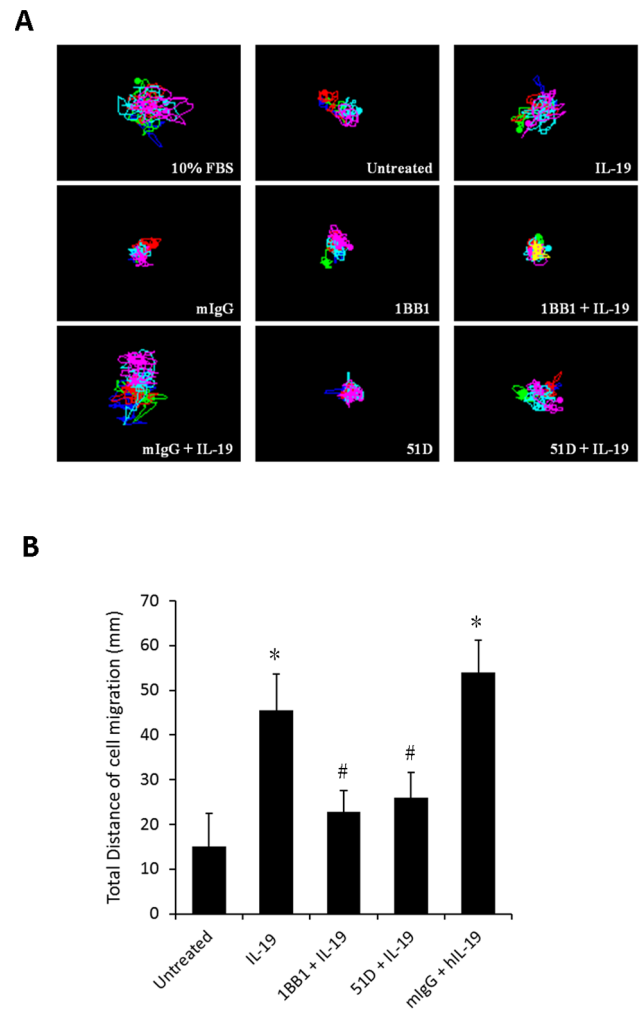 A
10% FBS
Untreated
IL-19
mIgG
1BB1
1BB1 + IL-19
mIgG + IL-19
51D
51D + IL-19
B
Total Distance of cell migration (mm)
70
60
50
40
30
20
10
0
*
#
#
*
Untreated
IL-19
1BB1 + IL-19
51D + IL-19
mIgG + hIL-19